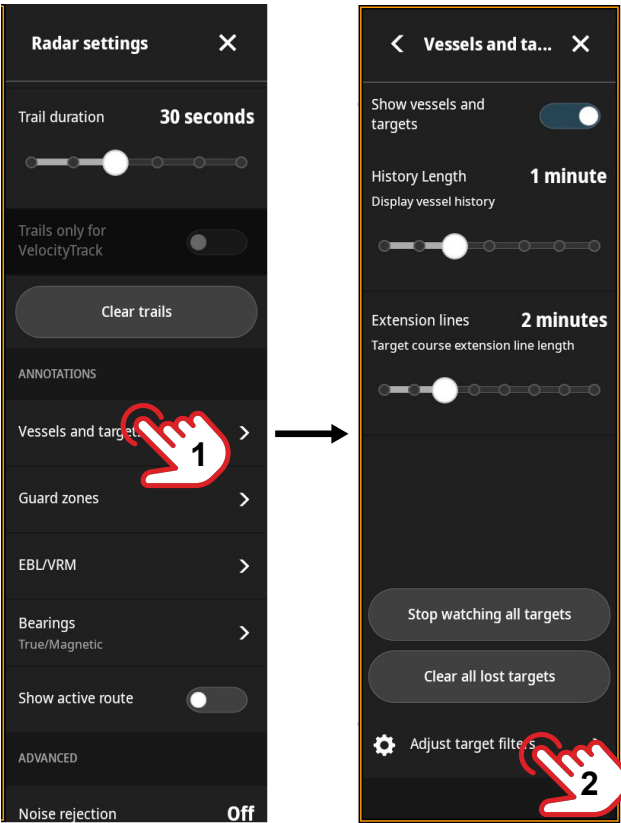 Radar settings
Trail duration 30 seconds
Trails only for
VelocityTrack
Clear trails
ANNOTATIONS
Vessels and target
1
Guard zones
EBL/VRM
Bearings
True/Magnetic
Show active route
ADVANCED
Noise rejection Off
Vessels and ta...
Show vessels and
targets
History Length 1 minute
Display vessel history
Extension lines 2 minutes
Target course extension line length
Stop watching all targets
Clear all lost targets
Adjust target filters
2